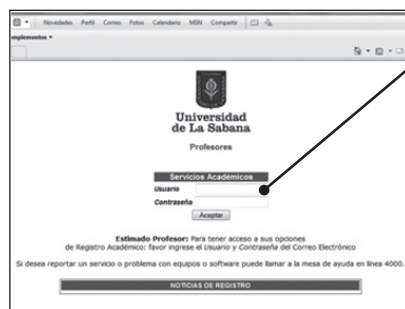 Novedades Perfil Correo Fotos Calendario MSN Compartir
mplementos
Universidad
de La Sabana
Profesores
Servicios Académicos
Usuario
Contraseña
Aceptar
Estimado Profesor: Para tener acceso a sus opciones
de Registro Académico: favor ingrese el Usuario y Contraseña del Correo Electrónico
Si desea reportar un servicio o problema con equipos o software puede llamar a la mesa de ayuda en línea 4000.
NOTICIAS DE REGISTRO